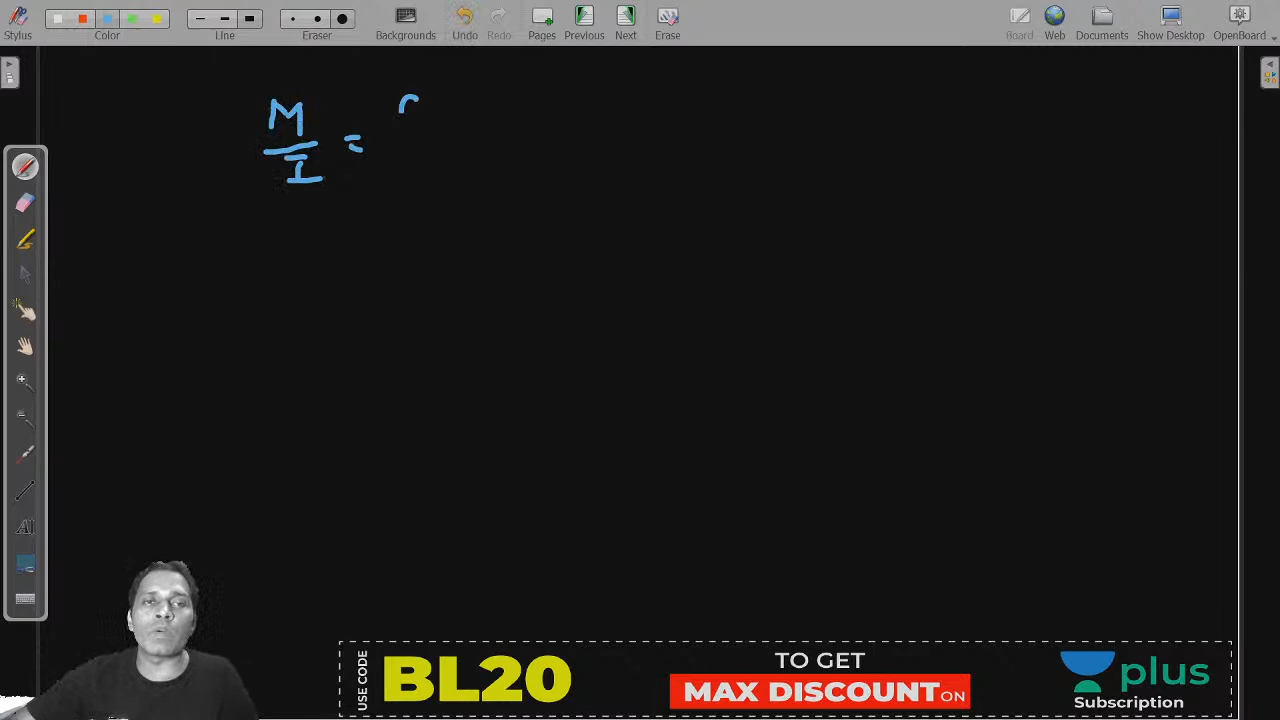 Stylus
Color
Line
Eraser
Backgrounds
Undo
Redo
Pages
Previous
Next
Erase
Board
Web
Documents
Show Desktop
OpenBoard
M
I
=
AI
USE CODE
BL20
TO GET
MAX DISCOUNT ON
plus
Subscription